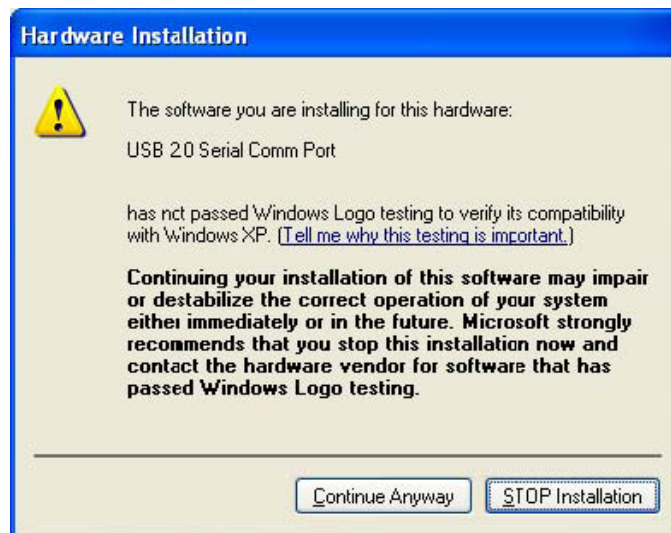 Hardware Installation
The software you are installing for this hardware:
USB 2.0 Serial Comm Port
has not passed Windows Logo testing to verify its compatibility
with Windows XP. (Tell me why this testing is important.)
Continuing your installation of this software may impair
or destabilize the correct operation of your system
either immediately or in the future. Microsoft strongly
recommends that you stop this installation now and
contact the hardware vendor for software that has
passed Windows Logo testing.
Continue Anyway STOP Installation